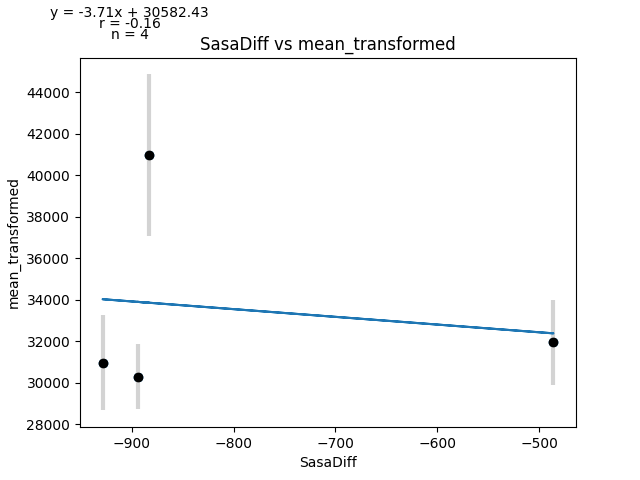 y = -3.71x + 30582.43
r = -0.16
n = 4
SasaDiff vs mean_transformed
44000
42000
40000
38000
36000
34000
32000
30000
28000
mean_transformed
−900
−800
−700
−600
−500
SasaDiff